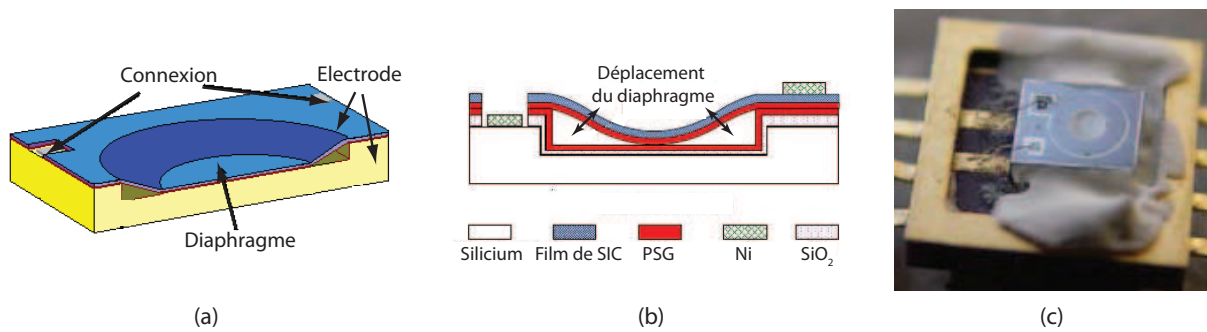 Connexion
Electrode
Diaphragme
(a)
Déplacement
du diaphragme
Silicium Film de SIC PSG Ni SiO₂
(b)
(c)